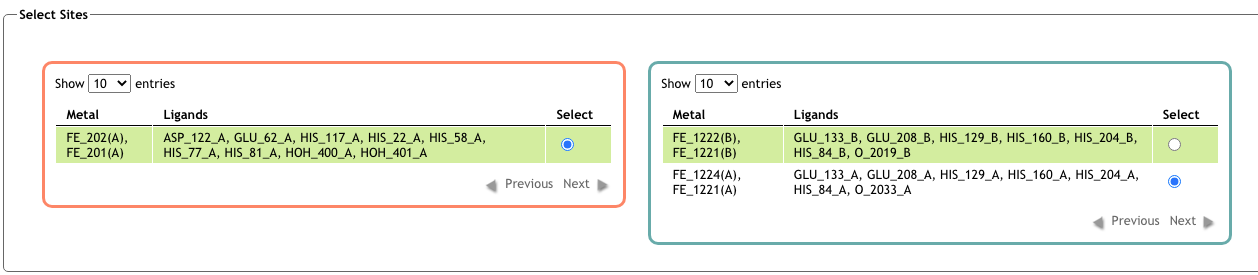 Select Sites
Show 10 entries
Metal Ligands Select
FE_202(A), ASP_122_A, GLU_62_A, HIS_117_A, HIS_22_A, HIS_58_A,
FE_201(A) HIS_77_A, HIS_81_A, HOH_400_A, HOH_401_A
Previous Next
Show 10 entries
Metal Ligands Select
FE_1222(B), GLU_133_B, GLU_208_B, HIS_129_B, HIS_160_B, HIS_204_B,
FE_1221(B) HIS_84_B, O_2019_B
FE_1224(A), GLU_133_A, GLU_208_A, HIS_129_A, HIS_160_A, HIS_204_A,
FE_1221(A) HIS_84_A, O_2033_A
Previous Next